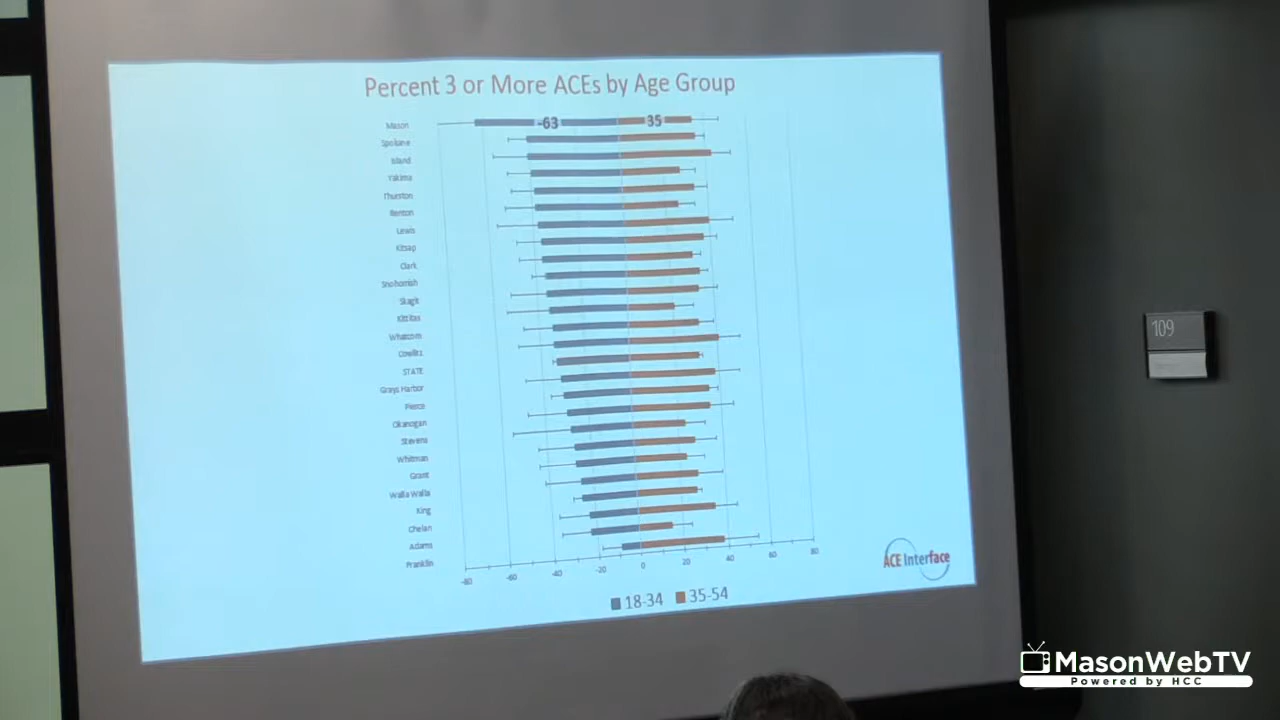 Percent 3 or More ACEs by Age Group
Mason
-63
35
Spokane
Island
Yakima
Thurston
Benton
Lewis
Kitsap
Clark
Snohomish
Skagit
Kittitas
Whatcom
Cowlitz
STATE
Grays Harbor
Pierce
Okanogan
Stevens
Whitman
Grant
Walla Walla
King
Chelan
Adams
Franklin
-80 -60 -40 -20 0 20 40 60 80
18-34 35-54
ACE Interface
109
MasonWebTV
Powered by HCC